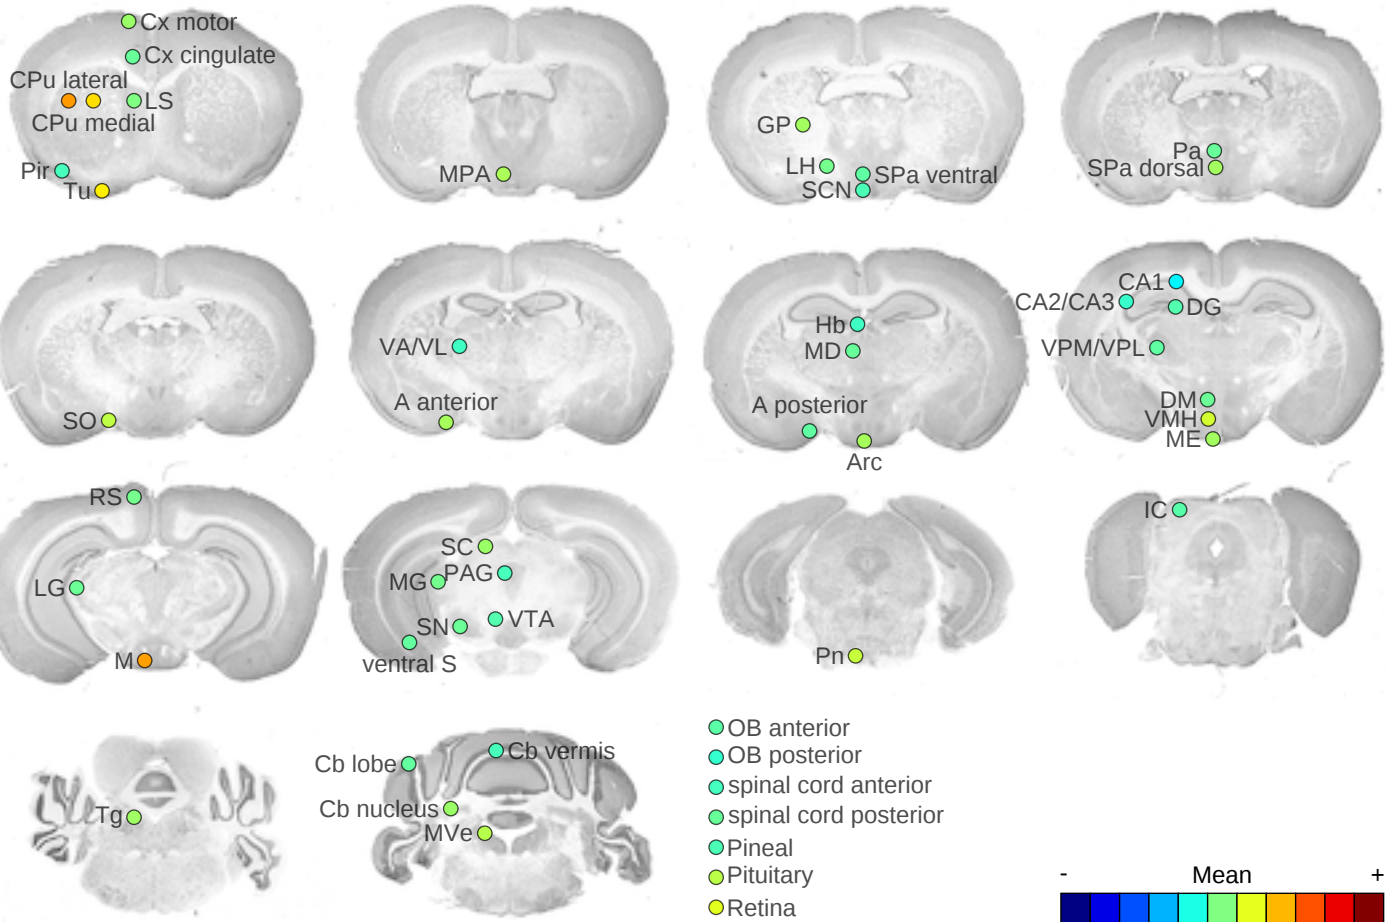 Cx motor
Cx cingulate
CPu lateral
LS
CPu medial
Pir
Tu
MPA
GP
LH
SPa ventral
SCN
Pa
SPa dorsal
SO
VA/VL
A anterior
Hb
MD
A posterior
Arc
CA1
CA2/CA3
DG
VPM/VPL
DM
VMH
ME
RS
LG
M
SC
MG
PAG
SN
VTA
ventral S
Pn
IC
Tg
Cb lobe
Cb vermis
Cb nucleus
MVe
OB anterior
OB posterior
spinal cord anterior
spinal cord posterior
Pineal
Pituitary
Retina
- Mean +